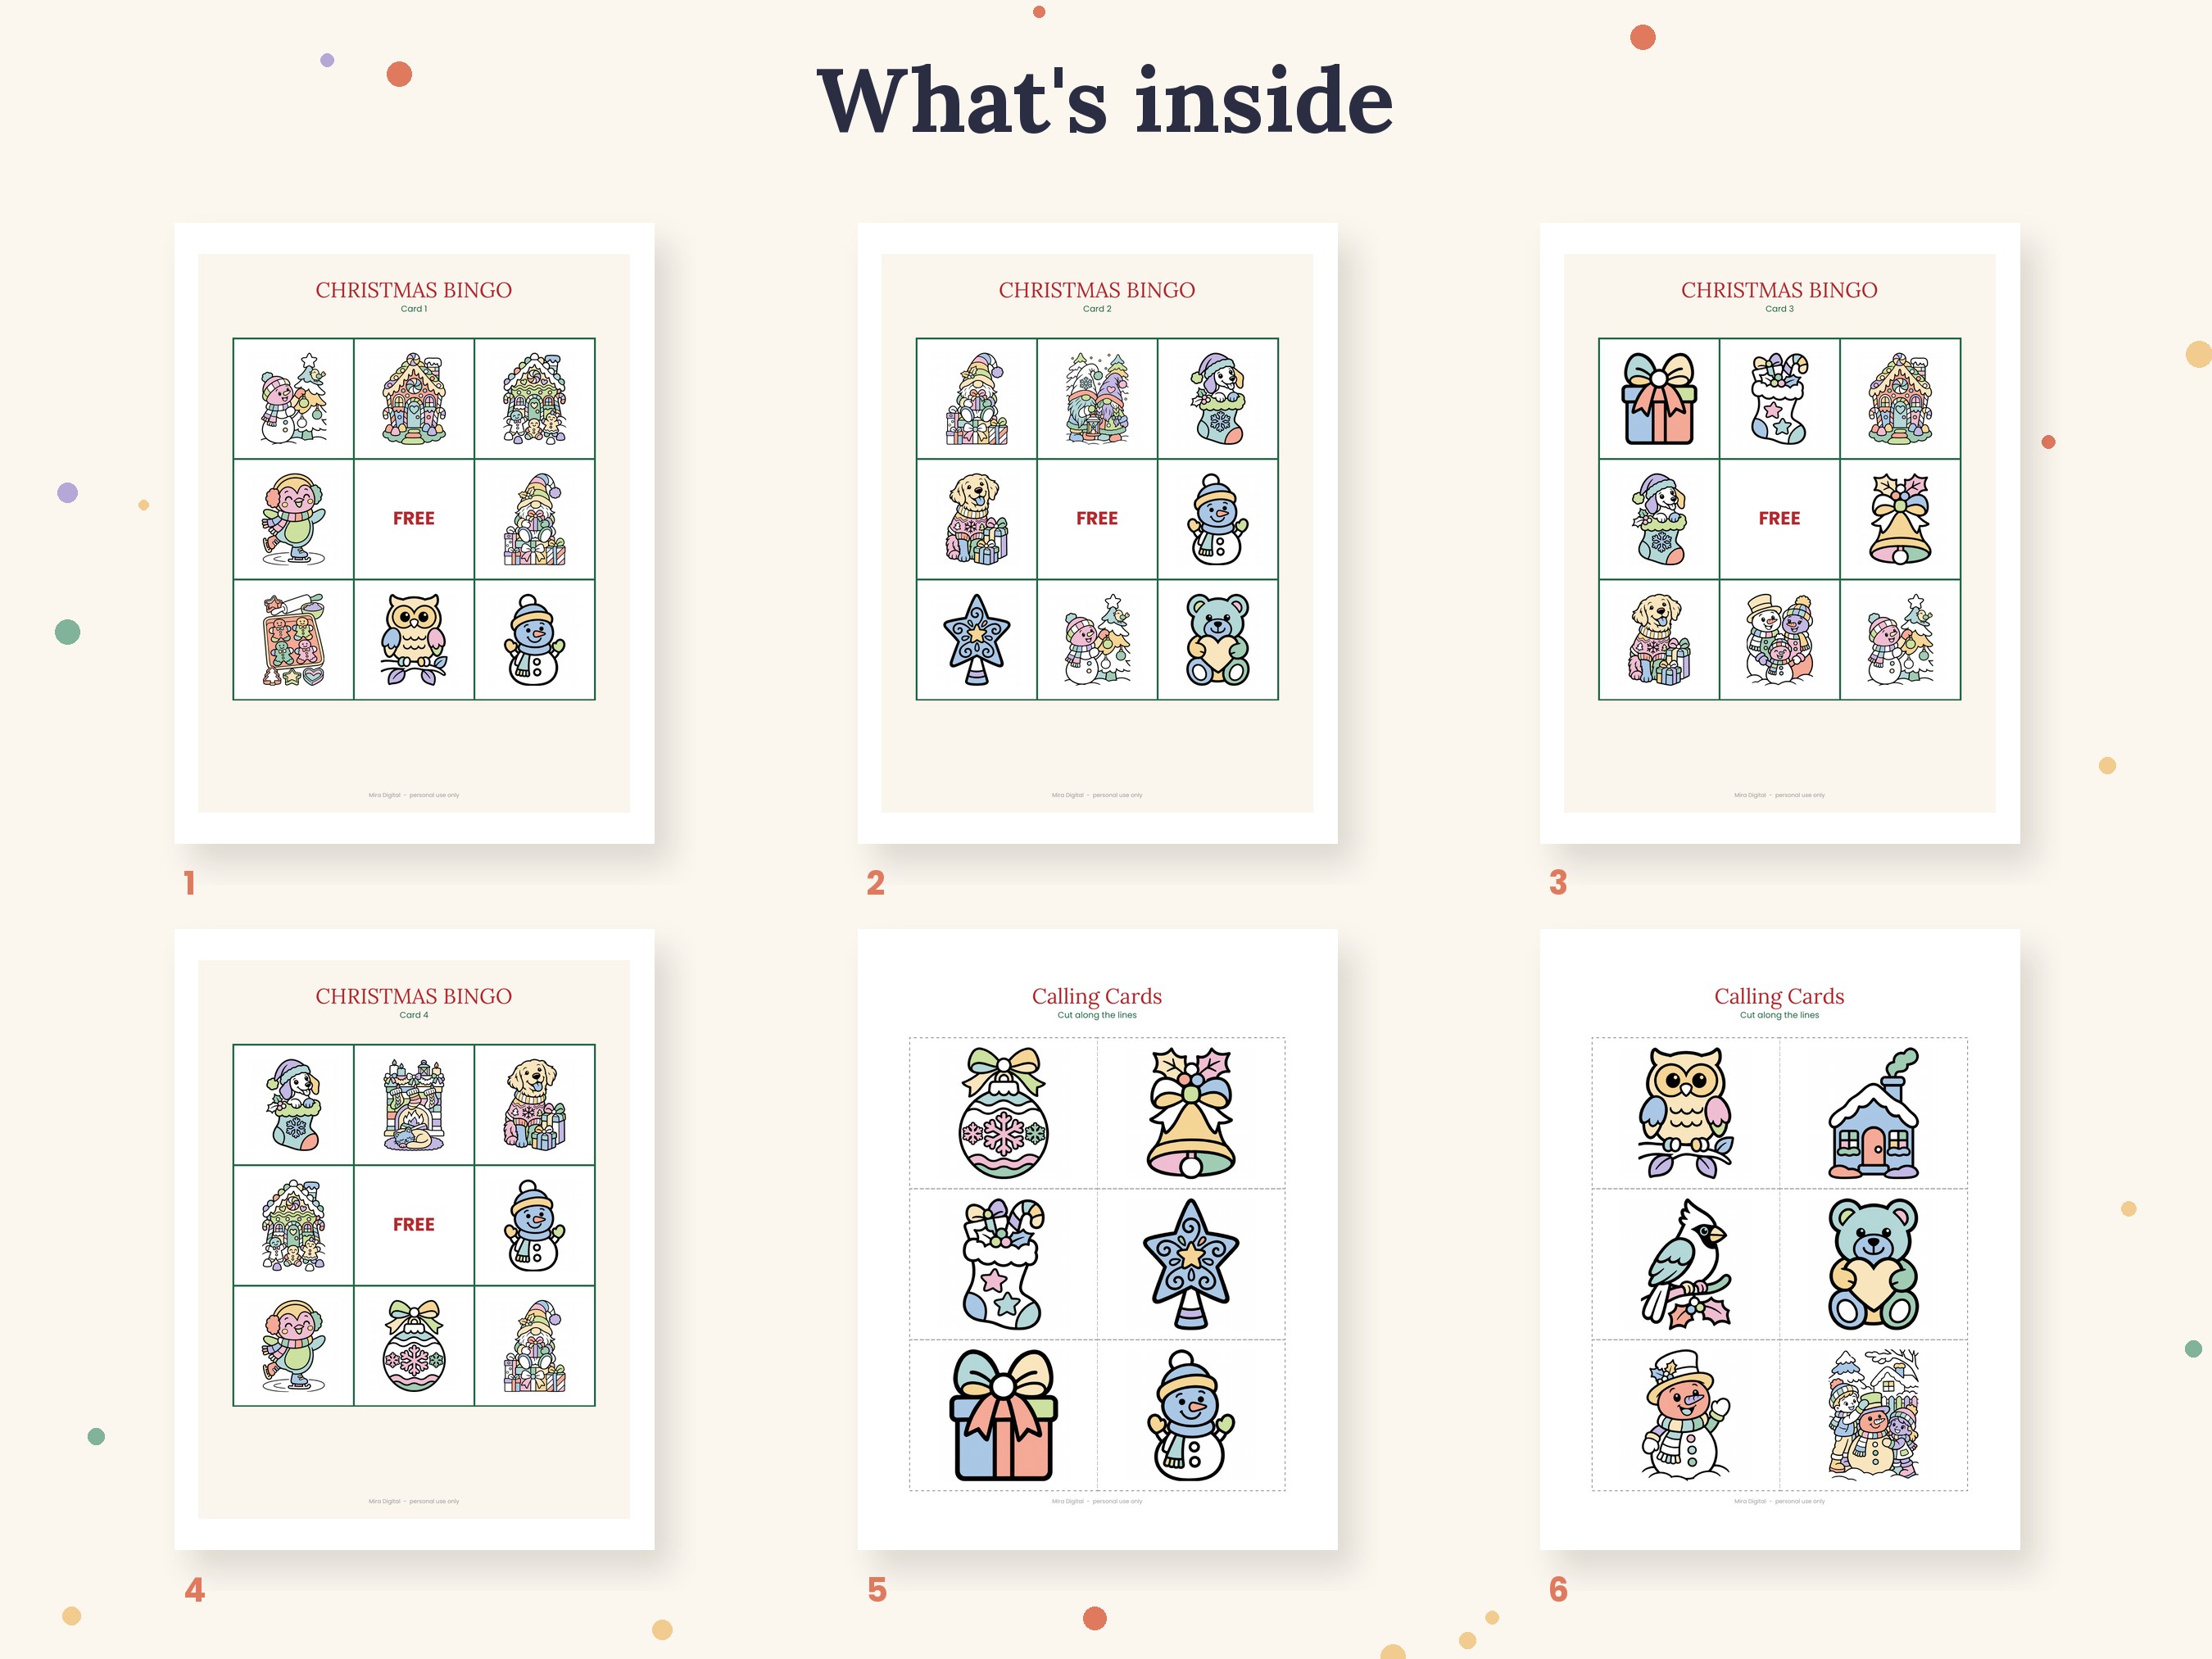 What's inside
CHRISTMAS BINGO
Card 1
FREE
Mira Digital - personal use only
1
CHRISTMAS BINGO
Card 2
FREE
Mira Digital - personal use only
2
CHRISTMAS BINGO
Card 3
FREE
Mira Digital - personal use only
3
CHRISTMAS BINGO
Card 4
FREE
Mira Digital - personal use only
4
Calling Cards
Cut along the lines
Mira Digital - personal use only
5
Calling Cards
Cut along the lines
Mira Digital - personal use only
6